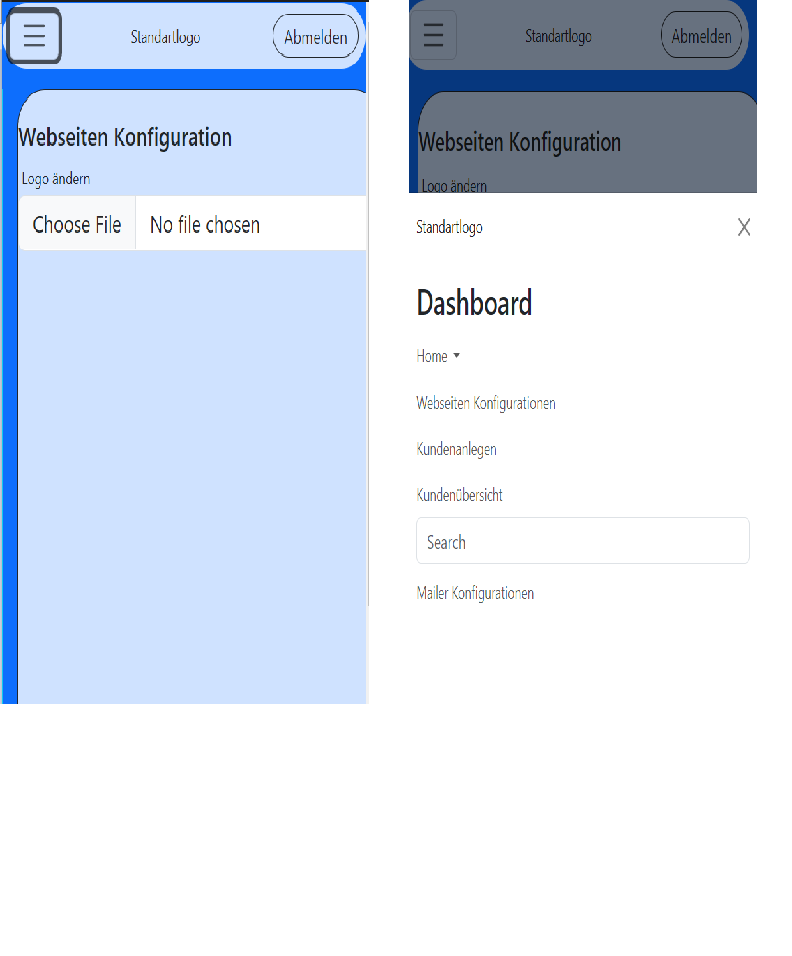 Standartlogo
Abmelden
Webseiten Konfiguration
Logo ändern
Choose File No file chosen
Standartlogo
Abmelden
Webseiten Konfiguration
Logo ändern
Standartlogo
X
Dashboard
Home
Webseiten Konfigurationen
Kundenanlegen
Kundenübersicht
Search
Mailer Konfigurationen